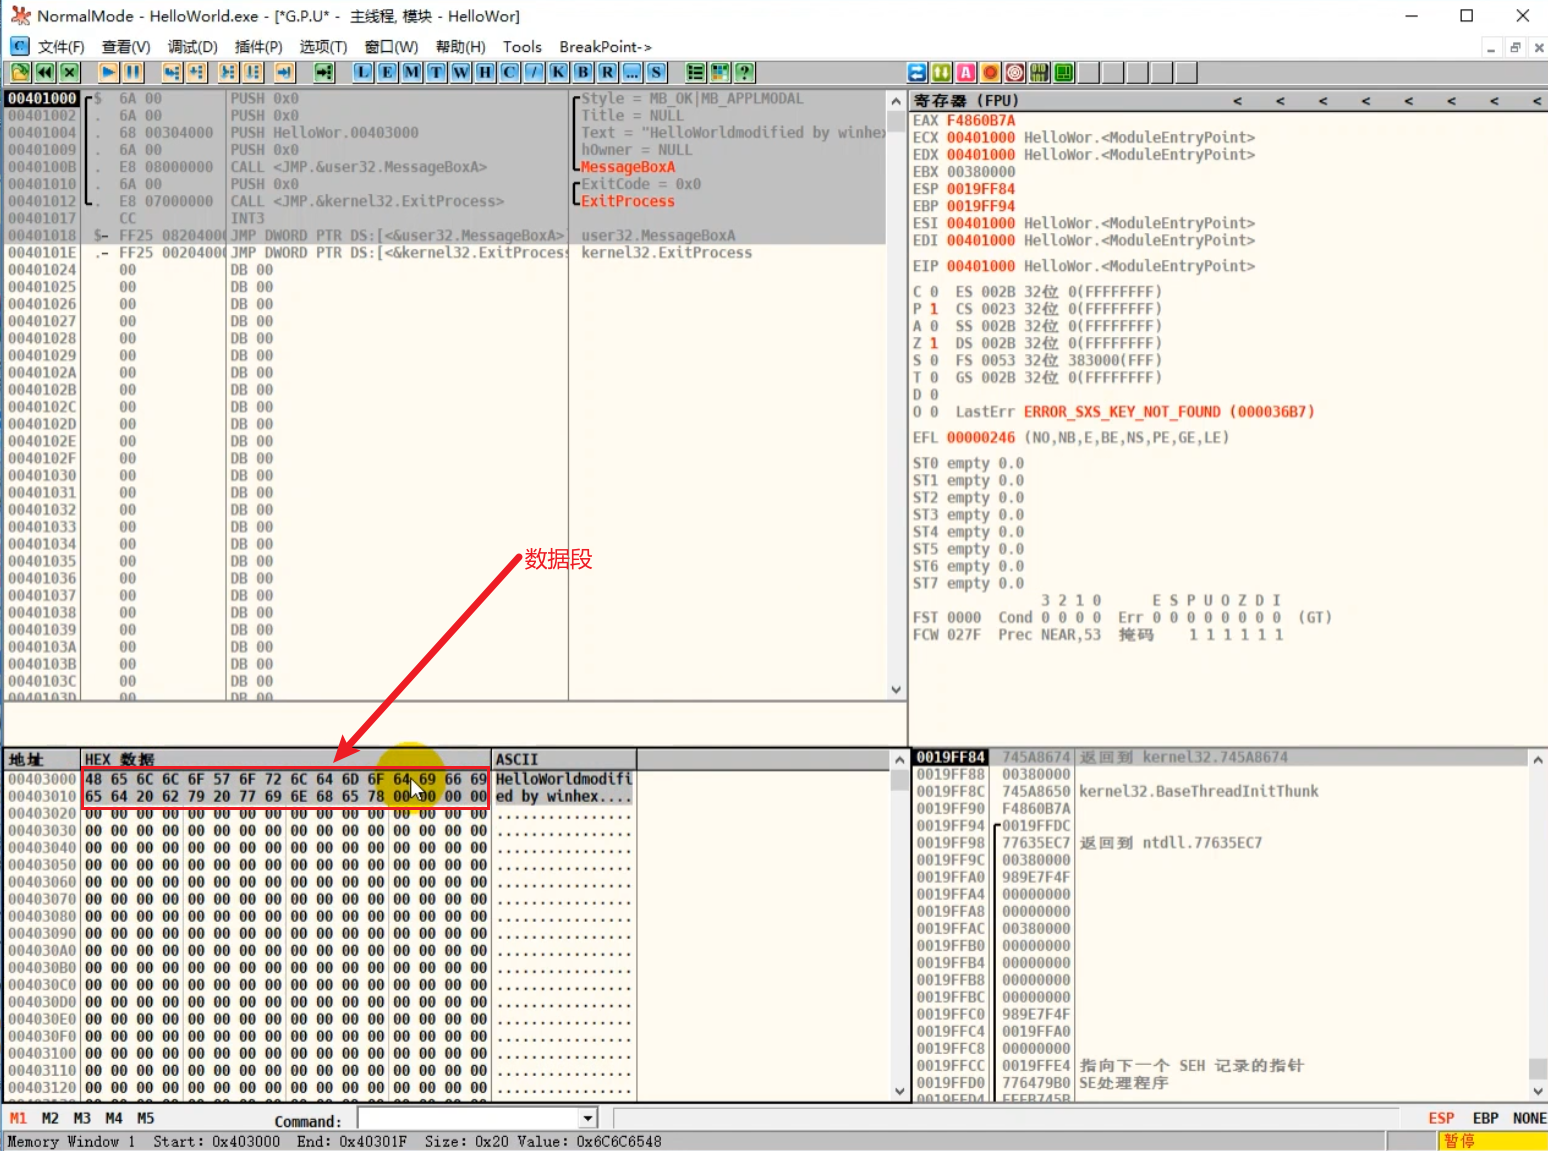 NormalMode - HelloWorld.exe - [*G.P.U* - 主线程, 模块 - HelloWor]
文件(F) 查看(V) 调试(D) 插件(P) 选项(T) 窗口(W) 帮助(H) Tools BreakPoint->
L E M T W H C / K B R ... S
00401000 $ 6A 00 PUSH 0x0 Style = MB_OK|MB_APPLMODAL
00401002 . 6A 00 PUSH 0x0 Title = NULL
00401004 . 68 00304000 PUSH HelloWor.00403000 Text = "HelloWorldmodified by winhex
00401009 . 6A 00 PUSH 0x0 hOwner = NULL
0040100B . E8 08000000 CALL <JMP.&user32.MessageBoxA> MessageBoxA
00401010 . 6A 00 PUSH 0x0 ExitCode = 0x0
00401012 . E8 07000000 CALL <JMP.&kernel32.ExitProcess> ExitProcess
00401017 CC INT3
00401018 $- FF25 08204000 JMP DWORD PTR DS:[<&user32.MessageBoxA> user32.MessageBoxA
0040101E .- FF25 00204000 JMP DWORD PTR DS:[<&kernel32.ExitProcess kernel32.ExitProcess
00401024 00 DB 00
00401025 00 DB 00
00401026 00 DB 00
00401027 00 DB 00
00401028 00 DB 00
00401029 00 DB 00
0040102A 00 DB 00
0040102B 00 DB 00
0040102C 00 DB 00
0040102D 00 DB 00
0040102E 00 DB 00
0040102F 00 DB 00
00401030 00 DB 00
00401031 00 DB 00
00401032 00 DB 00
00401033 00 DB 00
00401034 00 DB 00
00401035 00 DB 00
00401036 00 DB 00
00401037 00 DB 00
00401038 00 DB 00
00401039 00 DB 00
0040103A 00 DB 00
0040103B 00 DB 00
0040103C 00 DB 00
0040103D 00 DB 00
数据段
寄存器 (FPU) < < < < < < < <
EAX F4860B7A
ECX 00401000 HelloWor.<ModuleEntryPoint>
EDX 00401000 HelloWor.<ModuleEntryPoint>
EBX 00380000
ESP 0019FF84
EBP 0019FF94
ESI 00401000 HelloWor.<ModuleEntryPoint>
EDI 00401000 HelloWor.<ModuleEntryPoint>
EIP 00401000 HelloWor.<ModuleEntryPoint>
C 0 ES 002B 32位 0(FFFFFFFF)
P 1 CS 0023 32位 0(FFFFFFFF)
A 0 SS 002B 32位 0(FFFFFFFF)
Z 1 DS 002B 32位 0(FFFFFFFF)
S 0 FS 0053 32位 383000(FFF)
T 0 GS 002B 32位 0(FFFFFFFF)
D 0
O 0 LastErr ERROR_SXS_KEY_NOT_FOUND (000036B7)
EFL 00000246 (NO,NB,E,BE,NS,PE,GE,LE)
ST0 empty 0.0
ST1 empty 0.0
ST2 empty 0.0
ST3 empty 0.0
ST4 empty 0.0
ST5 empty 0.0
ST6 empty 0.0
ST7 empty 0.0
3 2 1 0 E S P U O Z D I
FST 0000 Cond 0 0 0 0 Err 0 0 0 0 0 0 0 0 (GT)
FCW 027F Prec NEAR,53 掩码 1 1 1 1 1 1
地址 HEX 数据 ASCII
00403000 48 65 6C 6C 6F 57 6F 72 6C 64 6D 6F 64 69 66 69 HelloWorldmodifi
00403010 65 64 20 62 79 20 77 69 6E 68 65 78 00 00 00 00 ed by winhex....
00403020 00 00 00 00 00 00 00 00 00 00 00 00 00 00 00 00 ................
00403030 00 00 00 00 00 00 00 00 00 00 00 00 00 00 00 00 ................
00403040 00 00 00 00 00 00 00 00 00 00 00 00 00 00 00 00 ................
00403050 00 00 00 00 00 00 00 00 00 00 00 00 00 00 00 00 ................
00403060 00 00 00 00 00 00 00 00 00 00 00 00 00 00 00 00 ................
00403070 00 00 00 00 00 00 00 00 00 00 00 00 00 00 00 00 ................
00403080 00 00 00 00 00 00 00 00 00 00 00 00 00 00 00 00 ................
00403090 00 00 00 00 00 00 00 00 00 00 00 00 00 00 00 00 ................
004030A0 00 00 00 00 00 00 00 00 00 00 00 00 00 00 00 00 ................
004030B0 00 00 00 00 00 00 00 00 00 00 00 00 00 00 00 00 ................
004030C0 00 00 00 00 00 00 00 00 00 00 00 00 00 00 00 00 ................
004030D0 00 00 00 00 00 00 00 00 00 00 00 00 00 00 00 00 ................
004030E0 00 00 00 00 00 00 00 00 00 00 00 00 00 00 00 00 ................
004030F0 00 00 00 00 00 00 00 00 00 00 00 00 00 00 00 00 ................
00403100 00 00 00 00 00 00 00 00 00 00 00 00 00 00 00 00 ................
00403110 00 00 00 00 00 00 00 00 00 00 00 00 00 00 00 00 ................
00403120 00 00 00 00 00 00 00 00 00 00 00 00 00 00 00 00 ................
0019FF84 745A8674 返回到 kernel32.745A8674
0019FF88 00380000
0019FF8C 745A8650 kernel32.BaseThreadInitThunk
0019FF90 F4860B7A
0019FF94 0019FFDC
0019FF98 77635EC7 返回到 ntdll.77635EC7
0019FF9C 00380000
0019FFA0 989E7F4F
0019FFA4 00000000
0019FFA8 00000000
0019FFAC 00380000
0019FFB0 00000000
0019FFB4 00000000
0019FFB8 00000000
0019FFBC 00000000
0019FFC0 989E7F4F
0019FFC4 0019FFA0
0019FFC8 00000000
0019FFCC 0019FFE4 指向下一个 SEH 记录的指针
0019FFD0 776479B0 SE处理程序
0019FFD4 FFFB745B
M1 M2 M3 M4 M5 Command: ESP EBP NONE
Memory Window 1 Start: 0x403000 End: 0x40301F Size: 0x20 Value: 0x6C6C6548 暂停